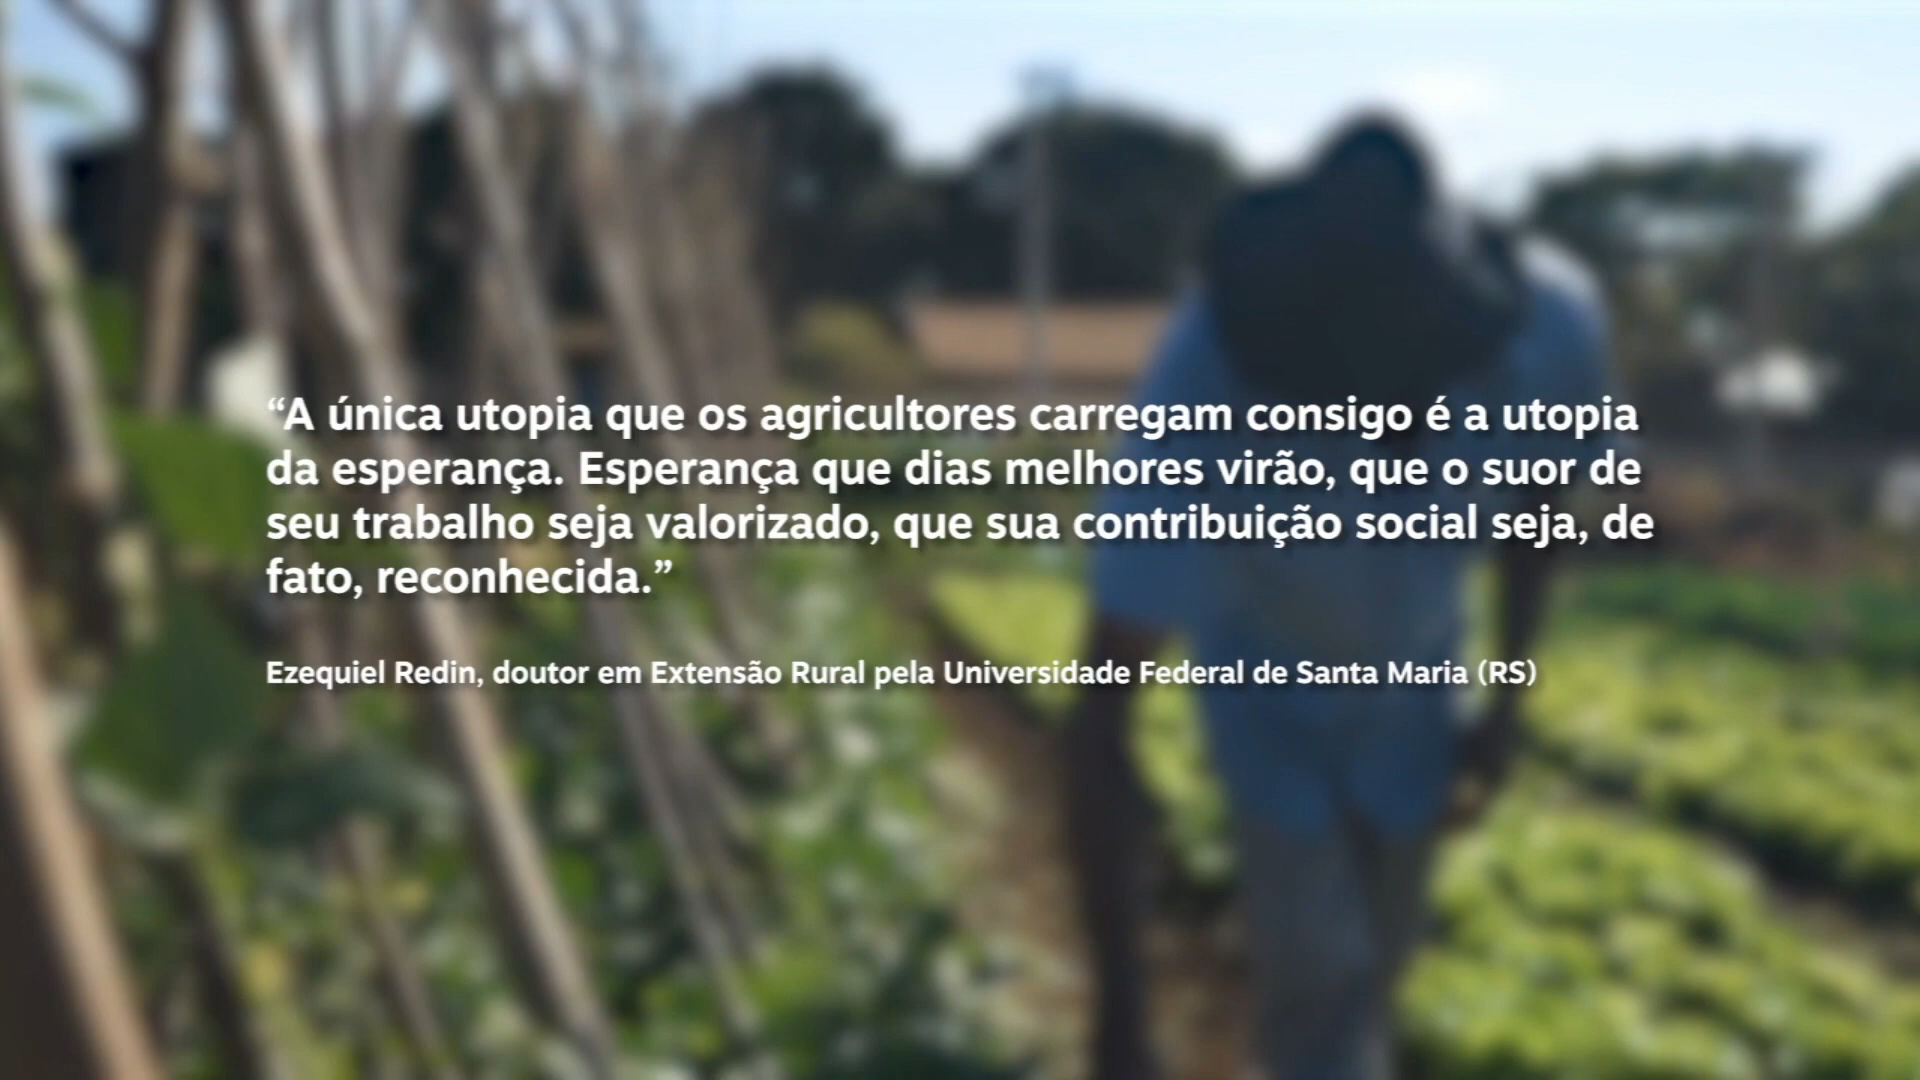 “A única utopia que os agricultores carregam consigo é a utopia
da esperança. Esperança que dias melhores virão, que o suor de
seu trabalho seja valorizado, que sua contribuição social seja, de
fato, reconhecida.”
Ezequiel Redin, doutor em Extensão Rural pela Universidade Federal de Santa Maria (RS)